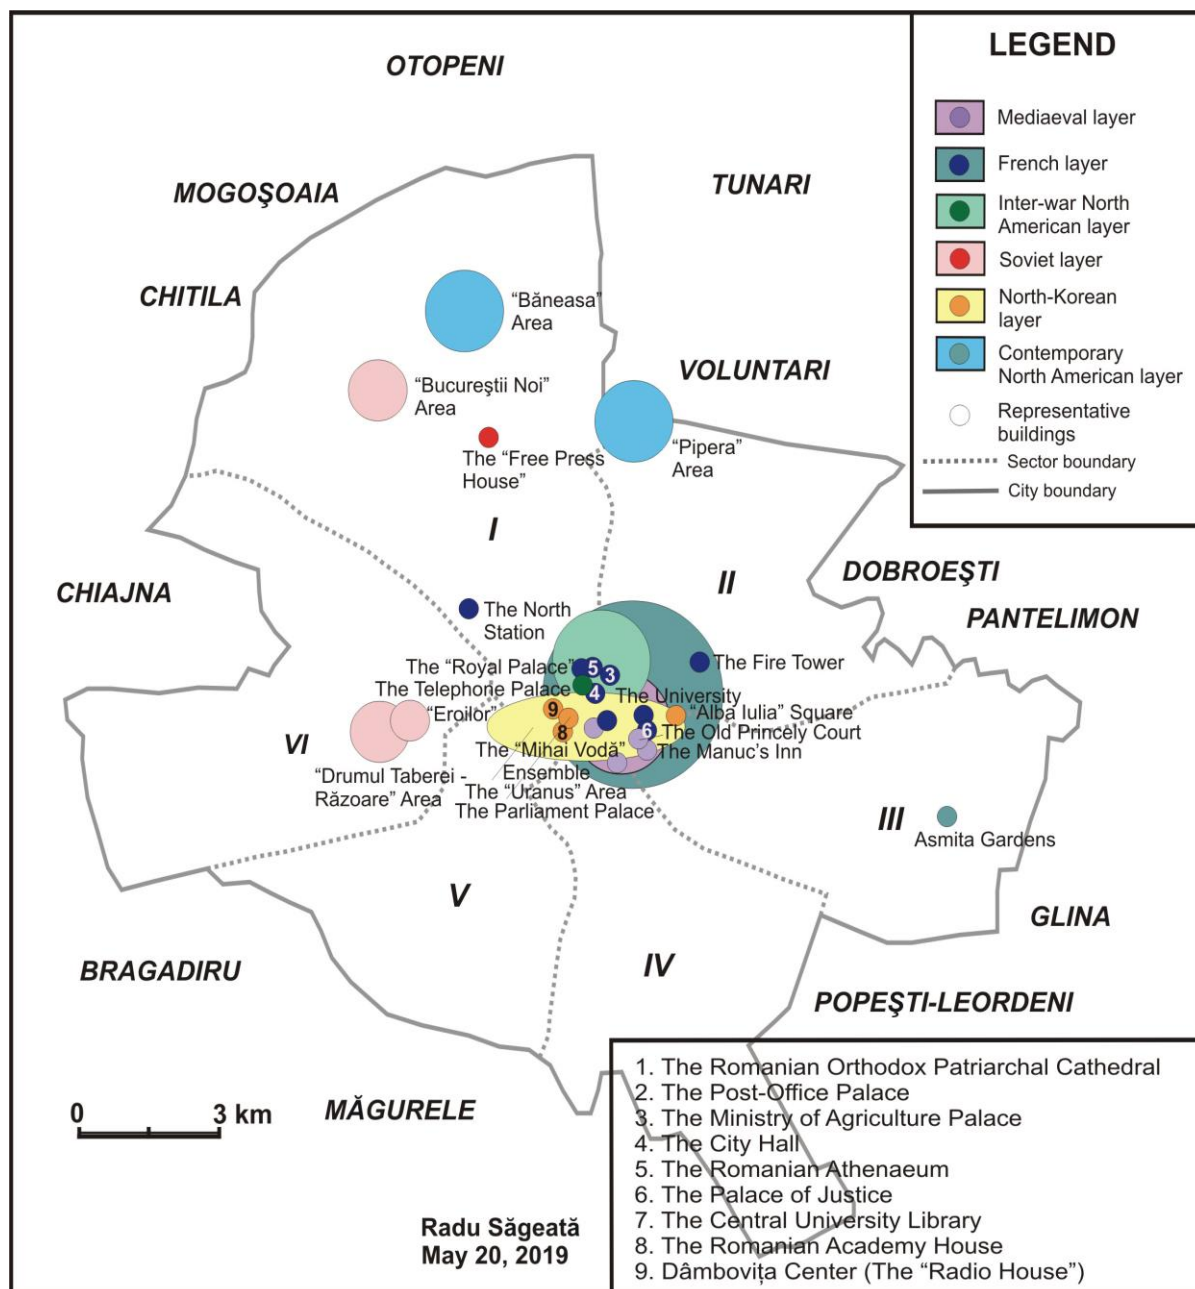 OTOPENI
MOGOŞOAIA
TUNARI
CHITILA
"Băneasa"
Area
"Bucureştii Noi"
Area
VOLUNTARI
The "Free Press
House"
"Pipera"
Area
I
II
CHIAJNA
DOBROEŞTI
PANTELIMON
The North
Station
The "Royal Palace"
5
3
The Fire Tower
The Telephone Palace
4
The University
"Eroilor"
9
"Alba Iulia" Square
8
6
The Old Princely Court
VI
The "Mihai Vodă"
Ensemble
The Manuc's Inn
"Drumul Taberei -
Răzoare" Area
The "Uranus" Area
The Parliament Palace
III
Asmita Gardens
V
IV
GLINA
BRAGADIRU
POPEŞTI-LEORDENI
MĂGURELE
0 3 km
Radu Săgeată
May 20, 2019
LEGEND
Mediaeval layer
French layer
Inter-war North
American layer
Soviet layer
North-Korean
layer
Contemporary
North American layer
Representative
buildings
Sector boundary
City boundary
1. The Romanian Orthodox Patriarchal Cathedral
2. The Post-Office Palace
3. The Ministry of Agriculture Palace
4. The City Hall
5. The Romanian Athenaeum
6. The Palace of Justice
7. The Central University Library
8. The Romanian Academy House
9. Dâmbovița Center (The "Radio House")